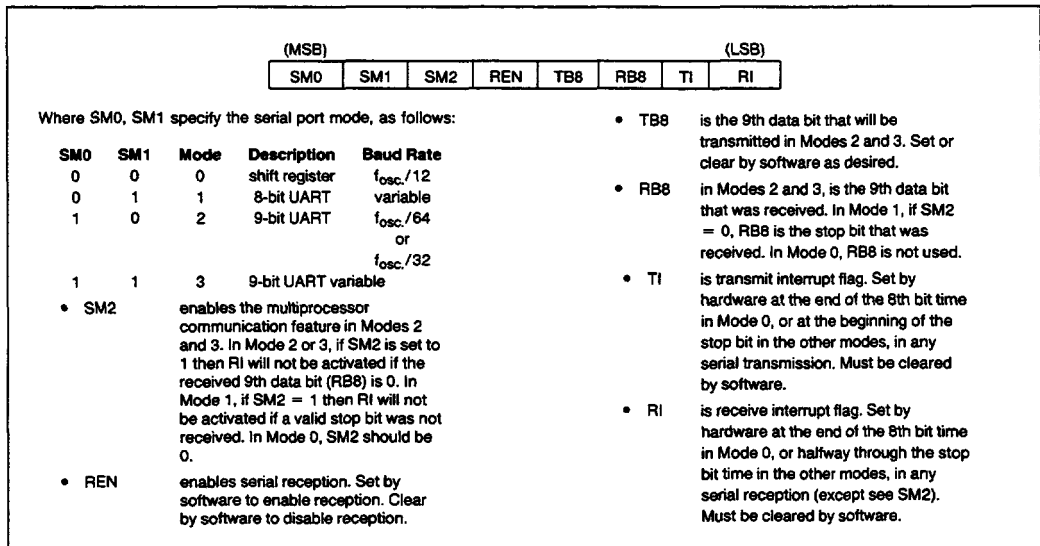 (MSB) (LSB)
SM0 SM1 SM2 REN TB8 RB8 TI RI
Where SM0, SM1 specify the serial port mode, as follows:
SM0 SM1 Mode Description Baud Rate
0 0 0 shift register fosc./12
0 1 1 8-bit UART variable
1 0 2 9-bit UART fosc./64
or
fosc./32
1 1 3 9-bit UART variable
• SM2 enables the multiprocessor
communication feature in Modes 2
and 3. In Mode 2 or 3, if SM2 is set to
1 then RI will not be activated if the
received 9th data bit (RB8) is 0. In
Mode 1, if SM2 = 1 then RI will not
be activated if a valid stop bit was not
received. In Mode 0, SM2 should be
0.
• REN enables serial reception. Set by
software to enable reception. Clear
by software to disable reception.
• TB8 is the 9th data bit that will be
transmitted in Modes 2 and 3. Set or
clear by software as desired.
• RB8 in Modes 2 and 3, is the 9th data bit
that was received. In Mode 1, if SM2
= 0, RB8 is the stop bit that was
received. In Mode 0, RB8 is not used.
• TI is transmit interrupt flag. Set by
hardware at the end of the 8th bit time
in Mode 0, or at the beginning of the
stop bit in the other modes, in any
serial transmission. Must be cleared
by software.
• RI is receive interrupt flag. Set by
hardware at the end of the 8th bit time
in Mode 0, or halfway through the stop
bit time in the other modes, in any
serial reception (except see SM2).
Must be cleared by software.